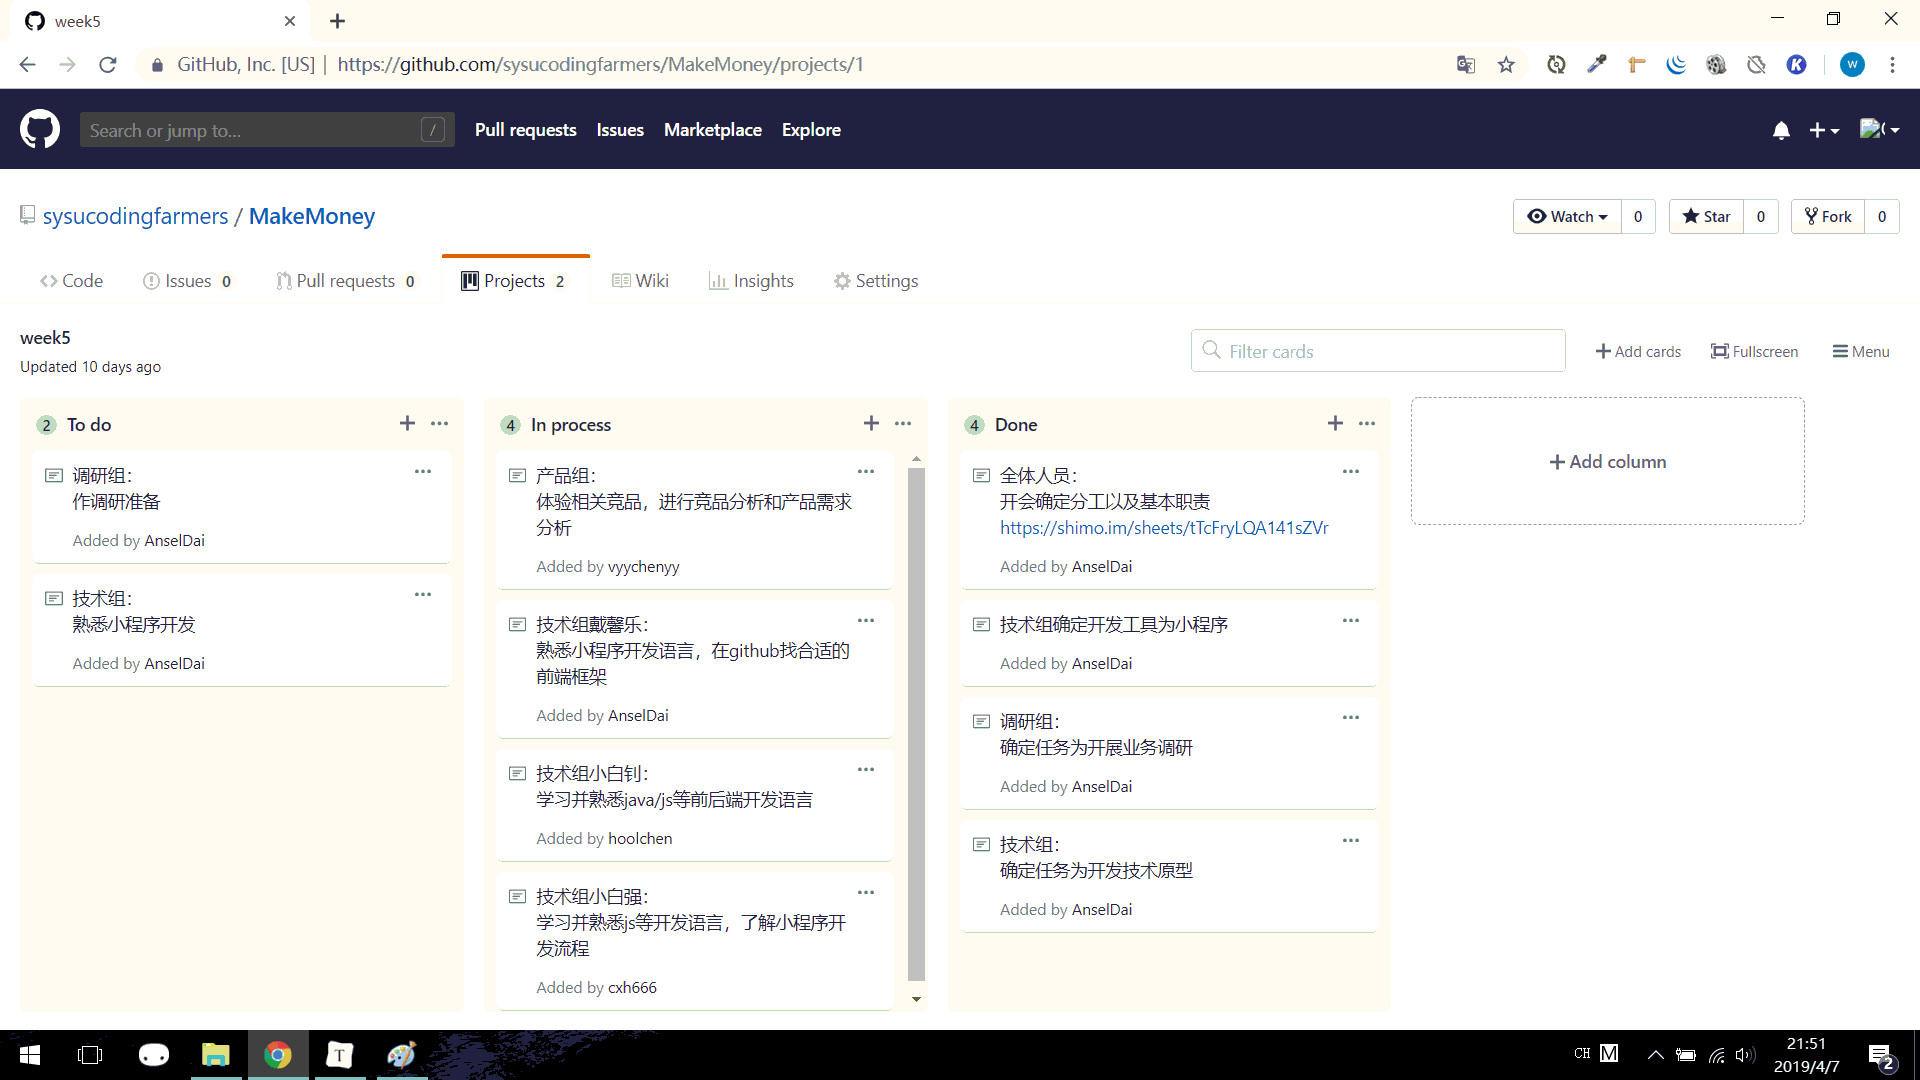 week5
GitHub, Inc. [US] | https://github.com/sysucodingfarmers/MakeMoney/projects/1
W
Search or jump to...
/
Pull requests
Issues
Marketplace
Explore
sysucodingfarmers / MakeMoney
Watch 0
Star 0
Fork 0
Code
Issues 0
Pull requests 0
Projects 2
Wiki
Insights
Settings
week5
Updated 10 days ago
Filter cards
Add cards
Fullscreen
Menu
2 To do
调研组：
作调研准备
Added by AnselDai
技术组：
熟悉小程序开发
Added by AnselDai
4 In process
产品组：
体验相关竞品，进行竞品分析和产品需求
分析
Added by vyychenyy
技术组戴馨乐：
熟悉小程序开发语言，在github找合适的
前端框架
Added by AnselDai
技术组小白钊：
学习并熟悉java/js等前后端开发语言
Added by hoolchen
技术组小白强：
学习并熟悉js等开发语言，了解小程序开
发流程
Added by cxh666
4 Done
全体人员：
开会确定分工以及基本职责
https://shimo.im/sheets/tTcFryLQA141sZVr
Added by AnselDai
技术组确定开发工具为小程序
Added by AnselDai
调研组：
确定任务为开展业务调研
Added by AnselDai
技术组：
确定任务为开发技术原型
Added by AnselDai
Add column
T
CH
M
21:51
2019/4/7
2